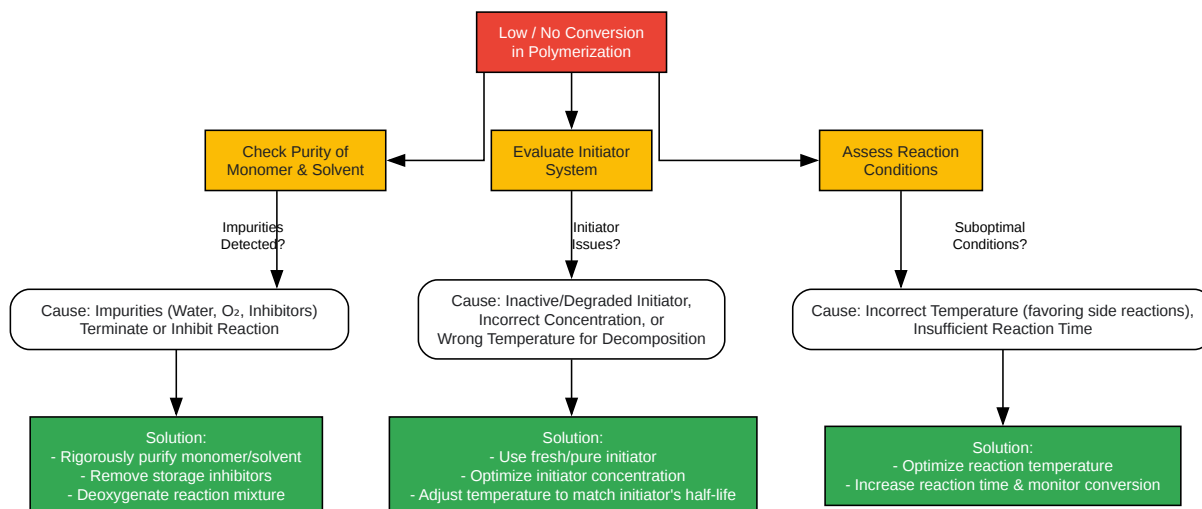 Low / No Conversion
in Polymerization
Check Purity of
Monomer & Solvent
Evaluate Initiator
System
Assess Reaction
Conditions
Impurities
Detected?
Initiator
Issues?
Suboptimal
Conditions?
Cause: Impurities (Water, O₂, Inhibitors)
Terminate or Inhibit Reaction
Cause: Inactive/Degraded Initiator,
Incorrect Concentration, or
Wrong Temperature for Decomposition
Cause: Incorrect Temperature (favoring side reactions),
Insufficient Reaction Time
Solution:
- Rigorously purify monomer/solvent
- Remove storage inhibitors
- Deoxygenate reaction mixture
Solution:
- Use fresh/pure initiator
- Optimize initiator concentration
- Adjust temperature to match initiator's half-life
Solution:
- Optimize reaction temperature
- Increase reaction time & monitor conversion